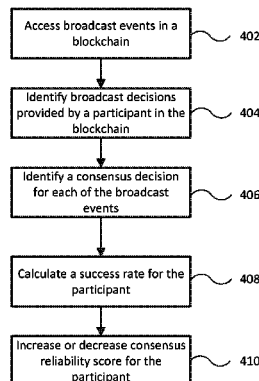 Access broadcast events in a
blockchain
402
Identify broadcast decisions
provided by a participant in the
blockchain
404
Identify a consensus decision
for each of the broadcast
events
406
Calculate a success rate for the
participant
408
Increase or decrease consensus
reliability score for the
participant
410